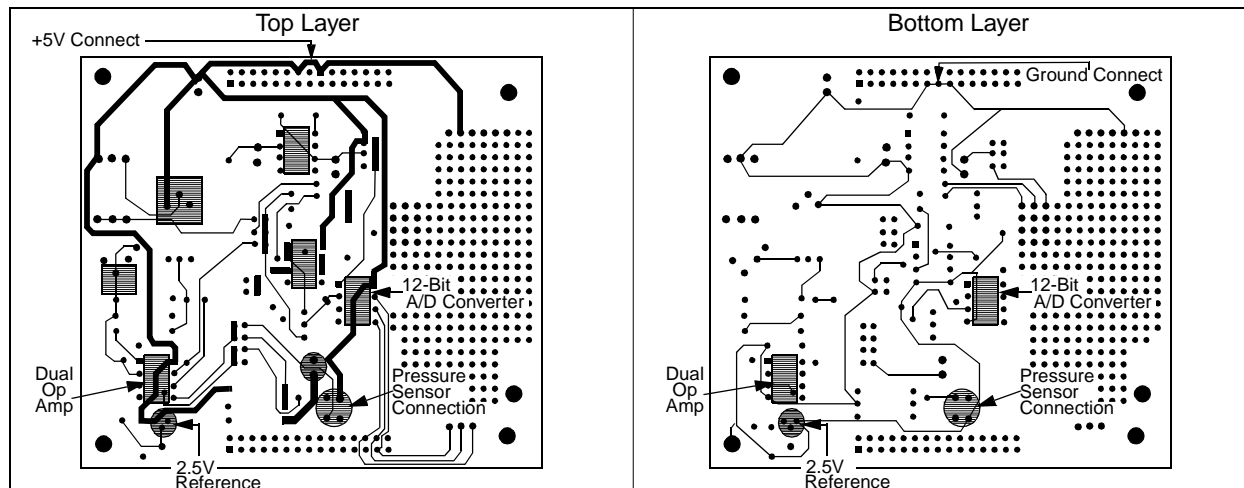 Top Layer
+5V Connect
12-Bit
A/D Converter
Dual
Op
Amp
Pressure
Sensor
Connection
2.5V
Reference
Bottom Layer
Ground Connect
12-Bit
A/D Converter
Dual
Op
Amp
Pressure
Sensor
Connection
2.5V
Reference